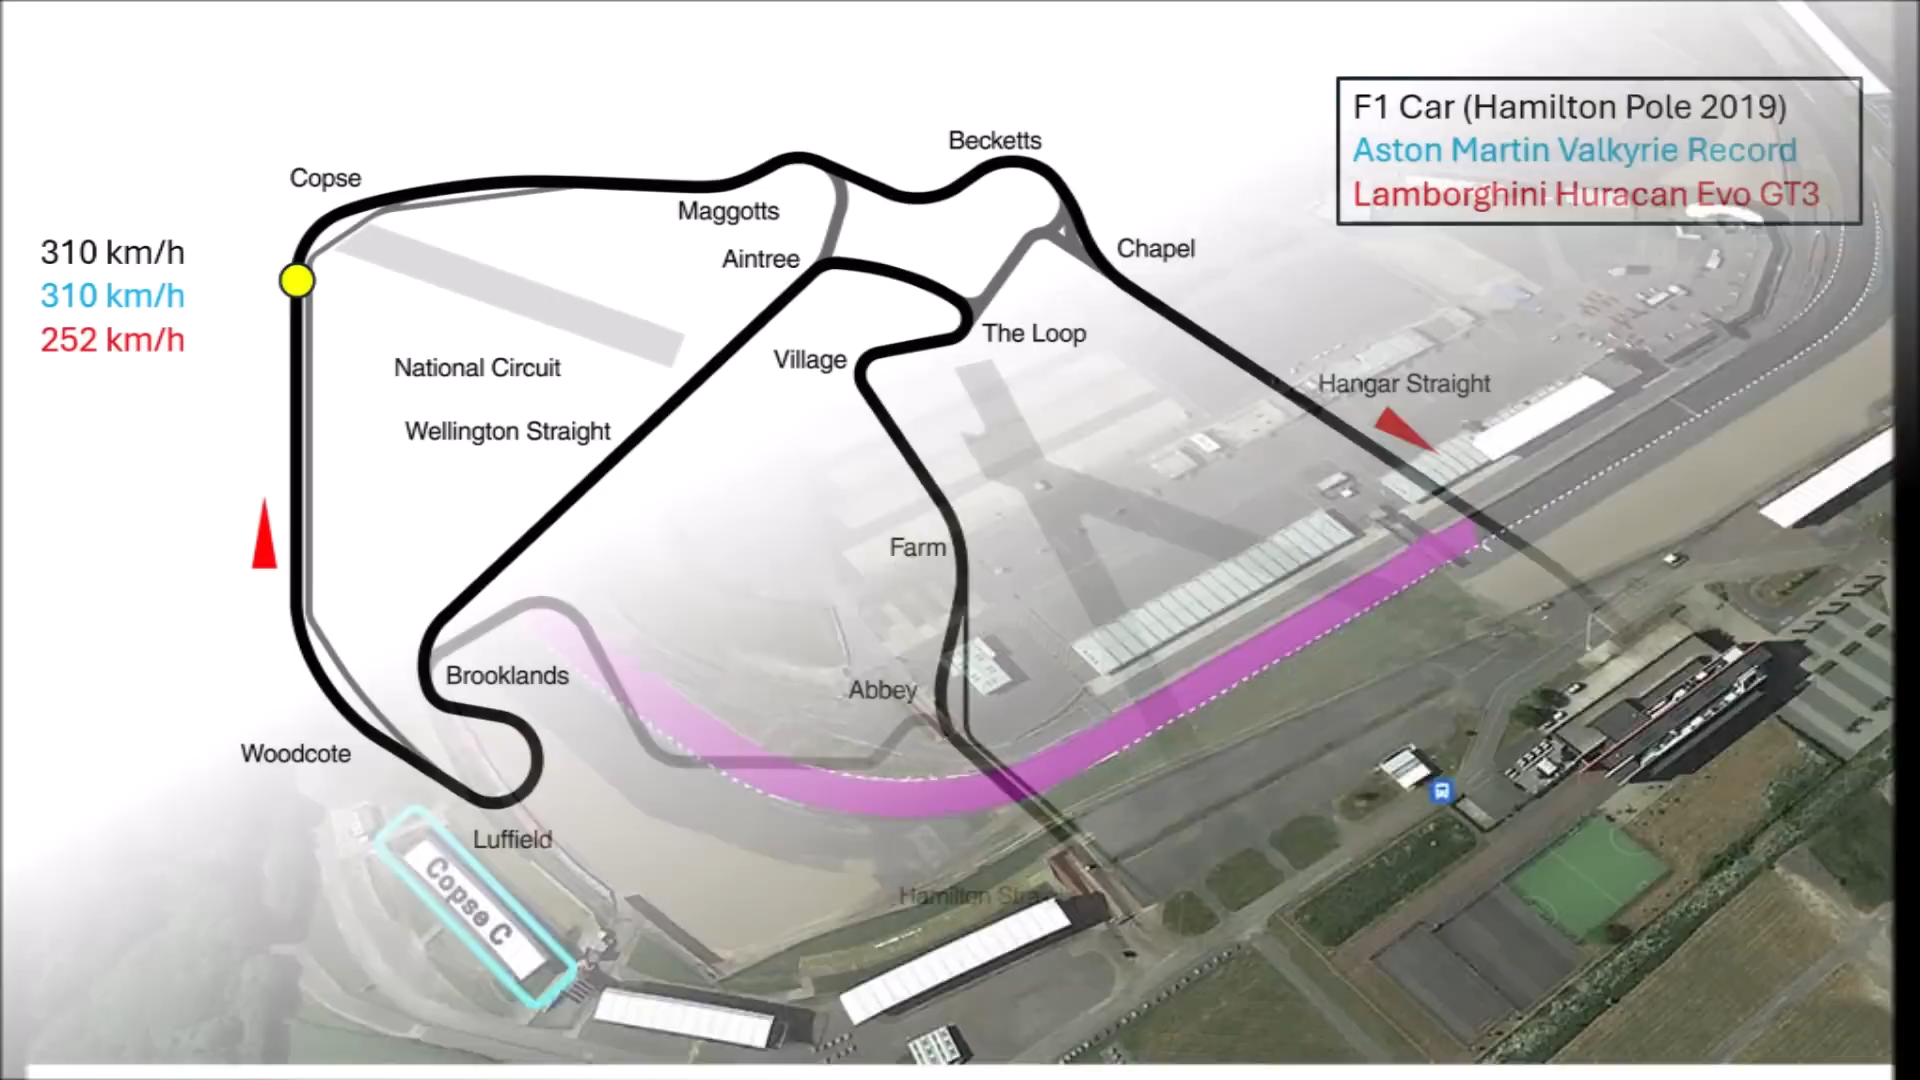 F1 Car (Hamilton Pole 2019)
Aston Martin Valkyrie Record
Lamborghini Huracan Evo GT3
Becketts
Copse
Maggotts
310 km/h
310 km/h
252 km/h
Aintree
Chapel
The Loop
Village
National Circuit
Hangar Straight
Wellington Straight
Farm
Brooklands
Abbey
Woodcote
Luffield
Copse C
Hamilton